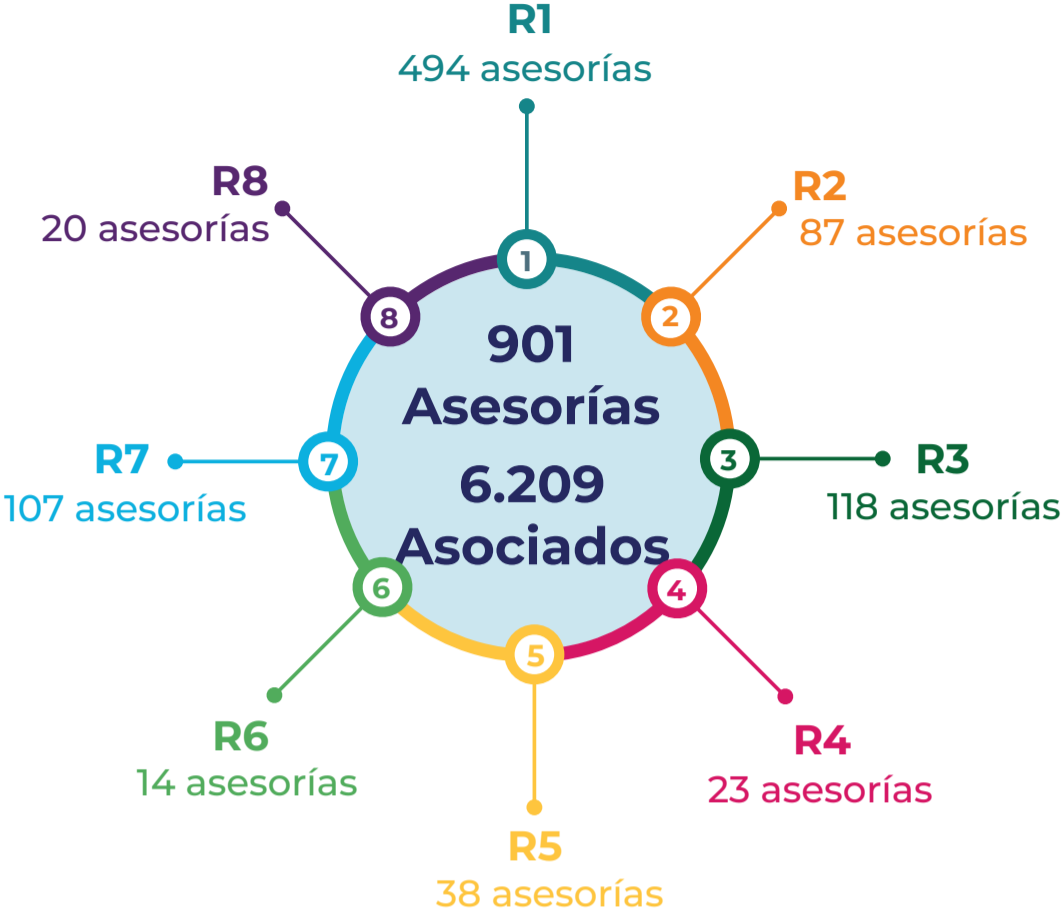 R1
494 asesorías
R8
20 asesorías
R2
87 asesorías
1
8
2
901
Asesorías
6.209
Asociados
R7
107 asesorías
7
3
R3
118 asesorías
6
4
5
R6
14 asesorías
R4
23 asesorías
R5
38 asesorías